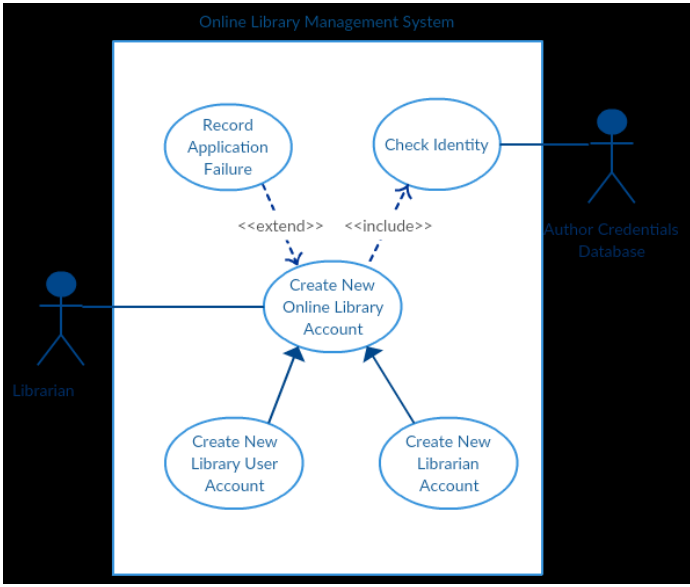 Online Library Management System
Record
Application
Failure
Check Identity
<<extend>>
<<include>>
Author Credentials
Database
Create New
Online Library
Account
Librarian
Create New
Library User
Account
Create New
Librarian
Account